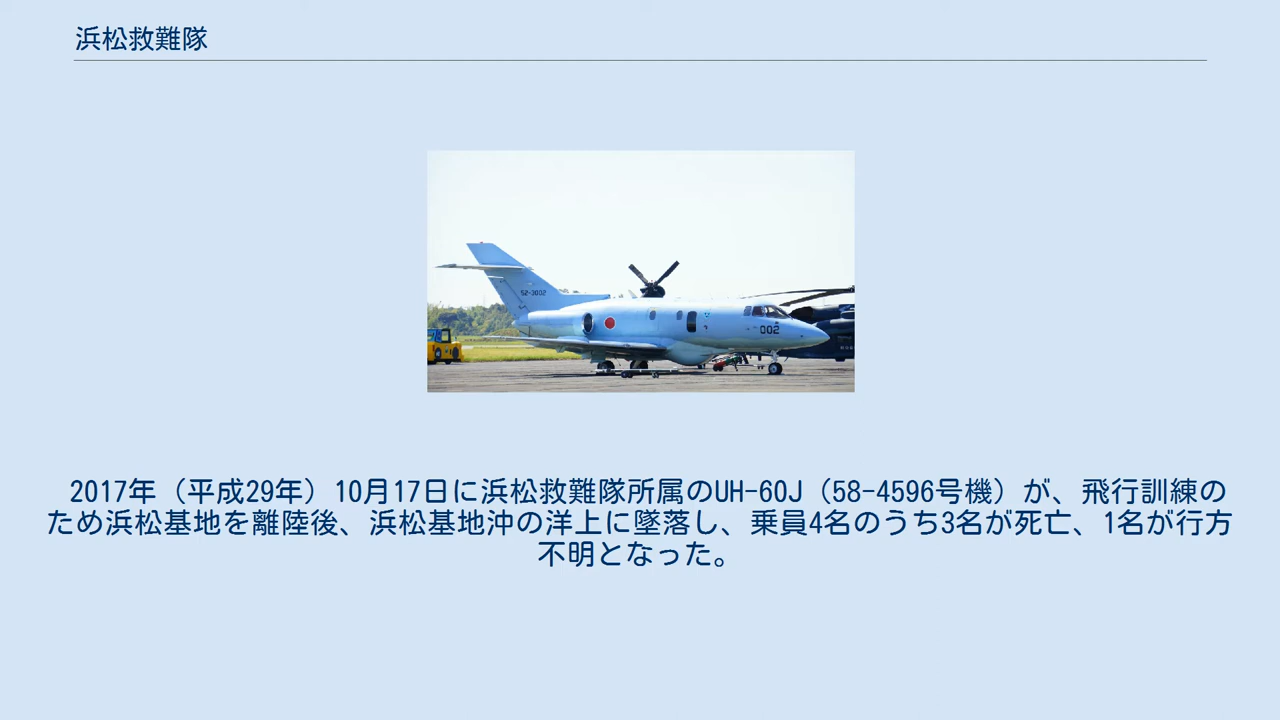 浜松救難隊
52-3002
002
2017年（平成29年）10月17日に浜松救難隊所属のUH-60J（58-4596号機）が、飛行訓練の
ため浜松基地を離陸後、浜松基地沖の洋上に墜落し、乗員4名のうち3名が死亡、1名が行方
不明となった。